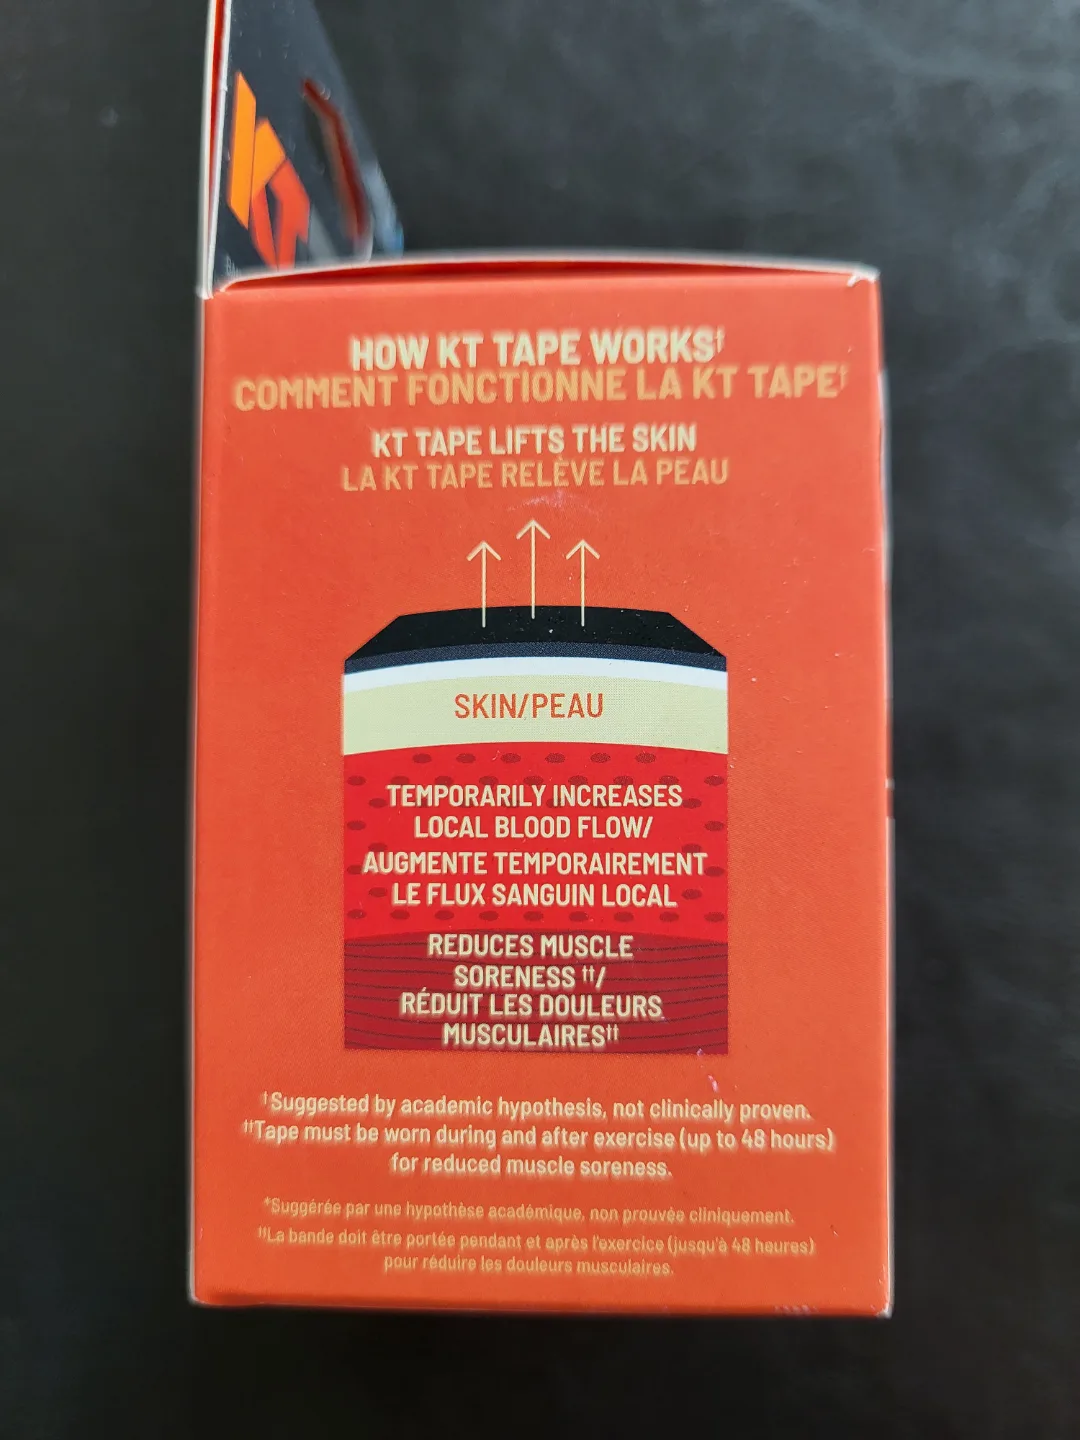 HOW KT TAPE WORKS†
COMMENT FONCTIONNE LA KT TAPE†
KT TAPE LIFTS THE SKIN
LA KT TAPE RELÈVE LA PEAU
SKIN/PEAU
TEMPORARILY INCREASES
LOCAL BLOOD FLOW/
AUGMENTE TEMPORAIREMENT
LE FLUX SANGUIN LOCAL
REDUCES MUSCLE
SORENESS ††/
RÉDUIT LES DOULEURS
MUSCULAIRES††
†Suggested by academic hypothesis, not clinically proven.
††Tape must be worn during and after exercise (up to 48 hours)
for reduced muscle soreness.
*Suggérée par une hypothèse académique, non prouvée cliniquement.
††La bande doit être portée pendant et après l'exercice (jusqu'à 48 heures)
pour réduire les douleurs musculaires.